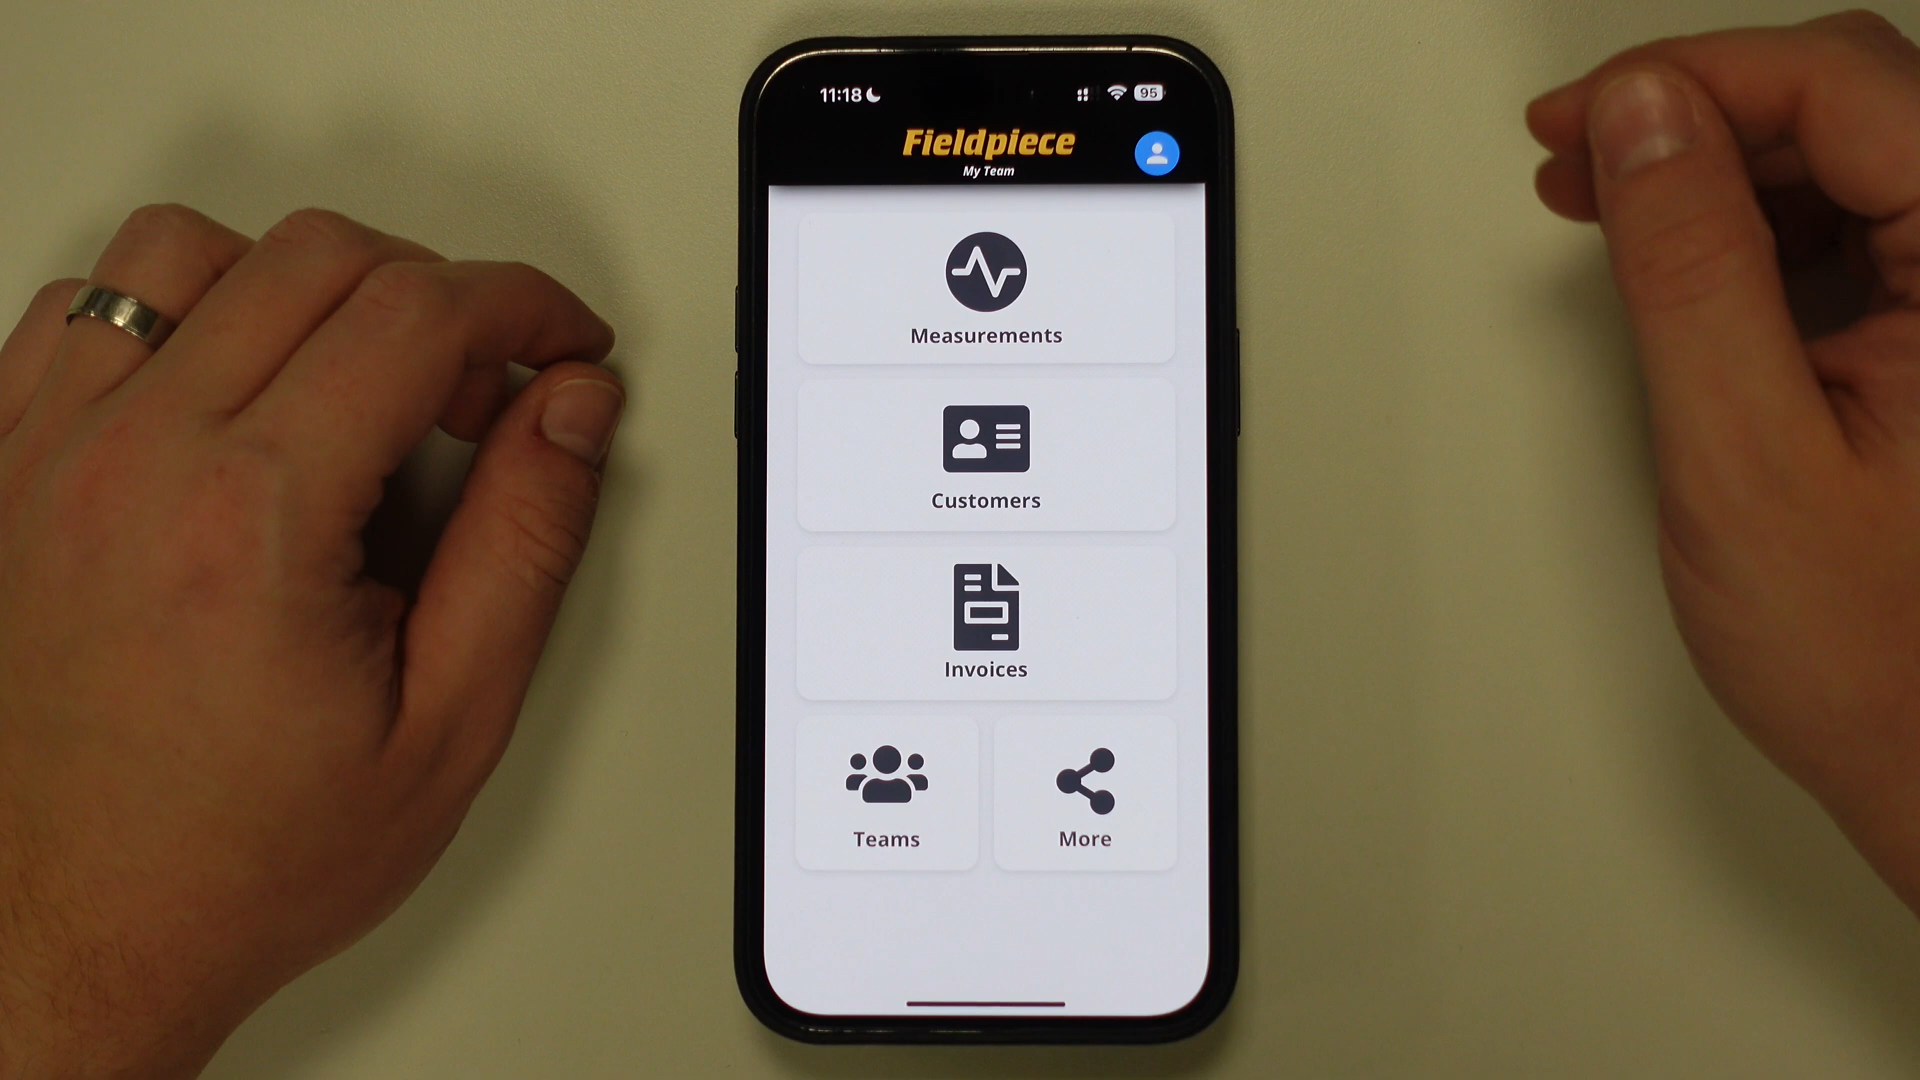 11:18
95
Fieldpiece
My Team
Measurements
Customers
Invoices
Teams
More